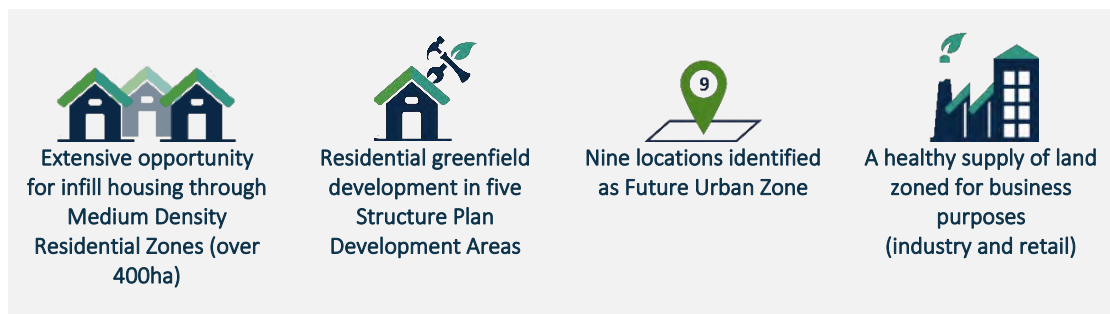 Extensive opportunity
for infill housing through
Medium Density
Residential Zones (over
400ha)
Residential greenfield
development in five
Structure Plan
Development Areas
9
Nine locations identified
as Future Urban Zone
A healthy supply of land
zoned for business
purposes
(industry and retail)